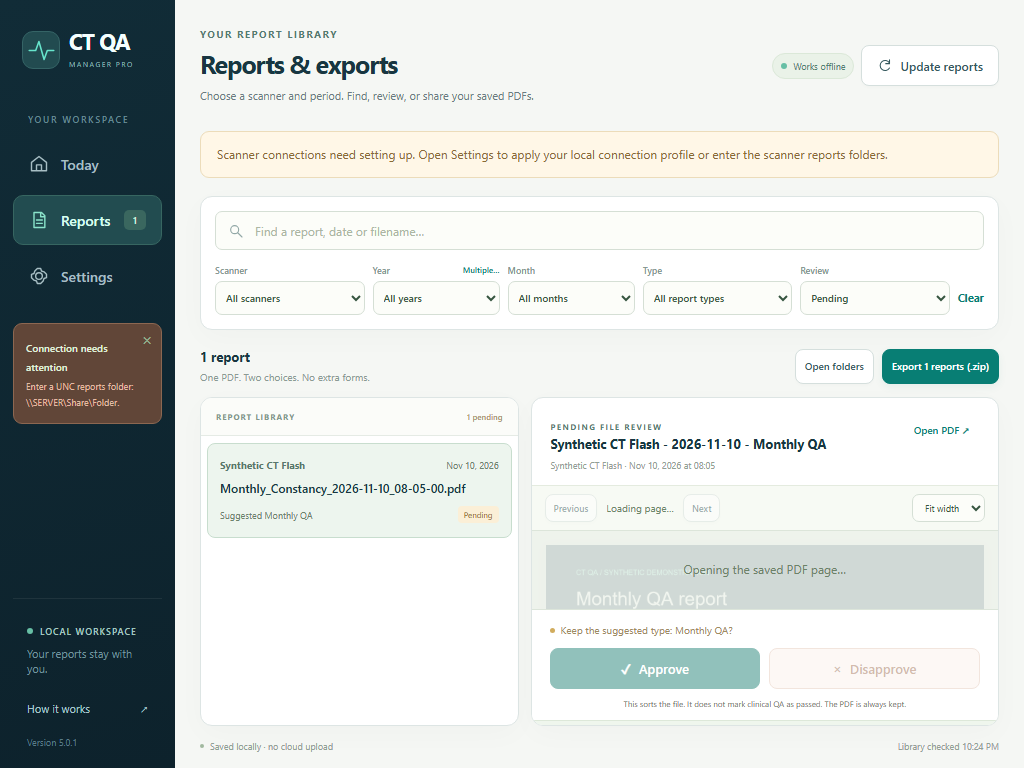 CT QA
MANAGER PRO
YOUR WORKSPACE
Today
Reports 1
Settings
Connection needs
attention
Enter a UNC reports folder:
\\SERVER\Share\Folder.
LOCAL WORKSPACE
Your reports stay with
you.
How it works ↗
Version 5.0.1
YOUR REPORT LIBRARY
Reports & exports
Choose a scanner and period. Find, review, or share your saved PDFs.
Works offline
Update reports
Scanner connections need setting up. Open Settings to apply your local connection profile or enter the scanner reports folders.
Find a report, date or filename...
Scanner Year Multiple... Month Type Review
All scanners All years All months All report types Pending Clear
1 report
One PDF. Two choices. No extra forms.
Open folders
Export 1 reports (.zip)
REPORT LIBRARY 1 pending
Synthetic CT Flash Nov 10, 2026
Monthly_Constancy_2026-11-10_08-05-00.pdf
Suggested Monthly QA Pending
PENDING FILE REVIEW
Synthetic CT Flash - 2026-11-10 - Monthly QA
Synthetic CT Flash · Nov 10, 2026 at 08:05
Open PDF ↗
Previous Loading page... Next Fit width
CT QA / SYNTHETIC
Opening the saved PDF page...
Monthly QA report
Keep the suggested type: Monthly QA?
✓ Approve
× Disapprove
This sorts the file. It does not mark clinical QA as passed. The PDF is always kept.
Saved locally · no cloud upload
Library checked 10:24 PM